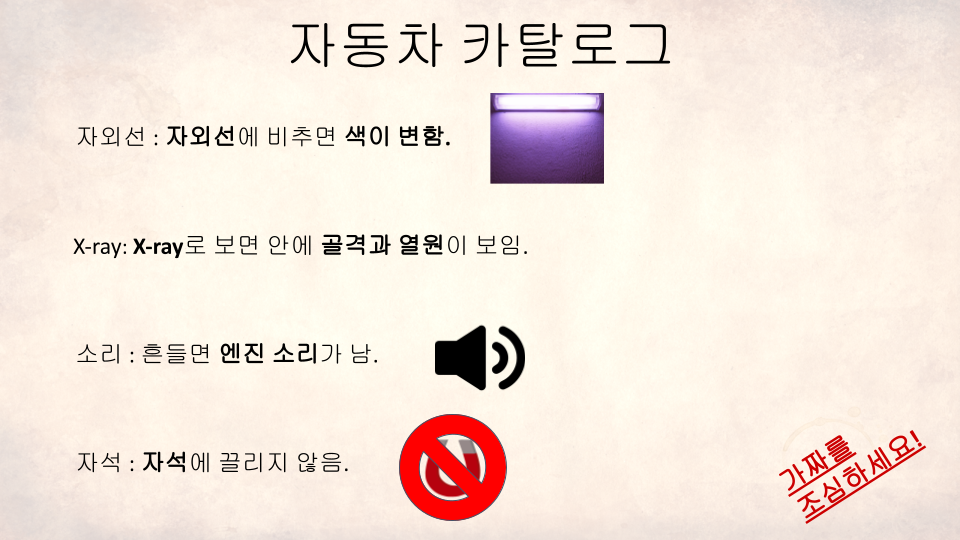 자동차 카탈로그
자외선 : 자외선에 비추면 색이 변함.
X-ray: X-ray로 보면 안에 골격과 열원이 보임.
소리 : 흔들면 엔진 소리가 남.
자석 : 자석에 끌리지 않음.
가짜를
조심하세요!